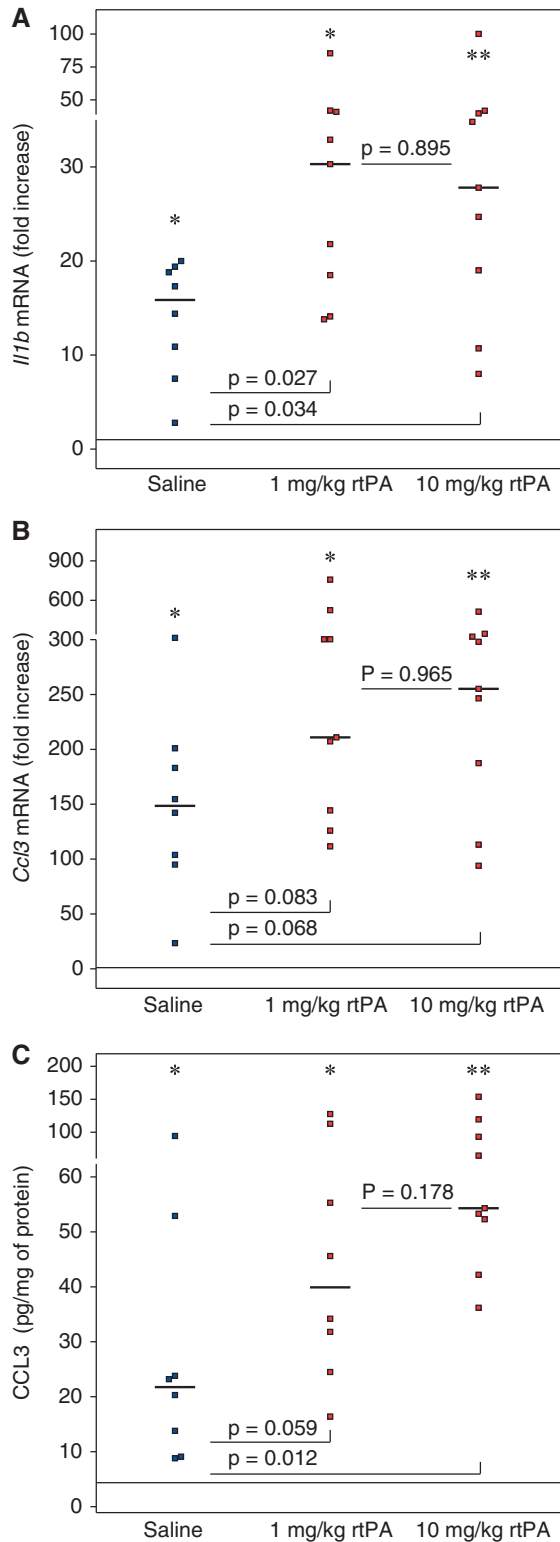 A
100
*
75
**
50
Il1b mRNA (fold increase)
p = 0.895
30
*
20
10
p = 0.027
p = 0.034
0
Saline 1 mg/kg rtPA 10 mg/kg rtPA
B
900
*
**
600
*
300
Ccl3 mRNA (fold increase)
P = 0.965
250
200
150
100
p = 0.083
50
p = 0.068
0
Saline 1 mg/kg rtPA 10 mg/kg rtPA
C
200
* * **
150
100
CCL3 (pg/mg of protein)
60
P = 0.178
50
40
30
20
p = 0.059
10
p = 0.012
0
Saline 1 mg/kg rtPA 10 mg/kg rtPA